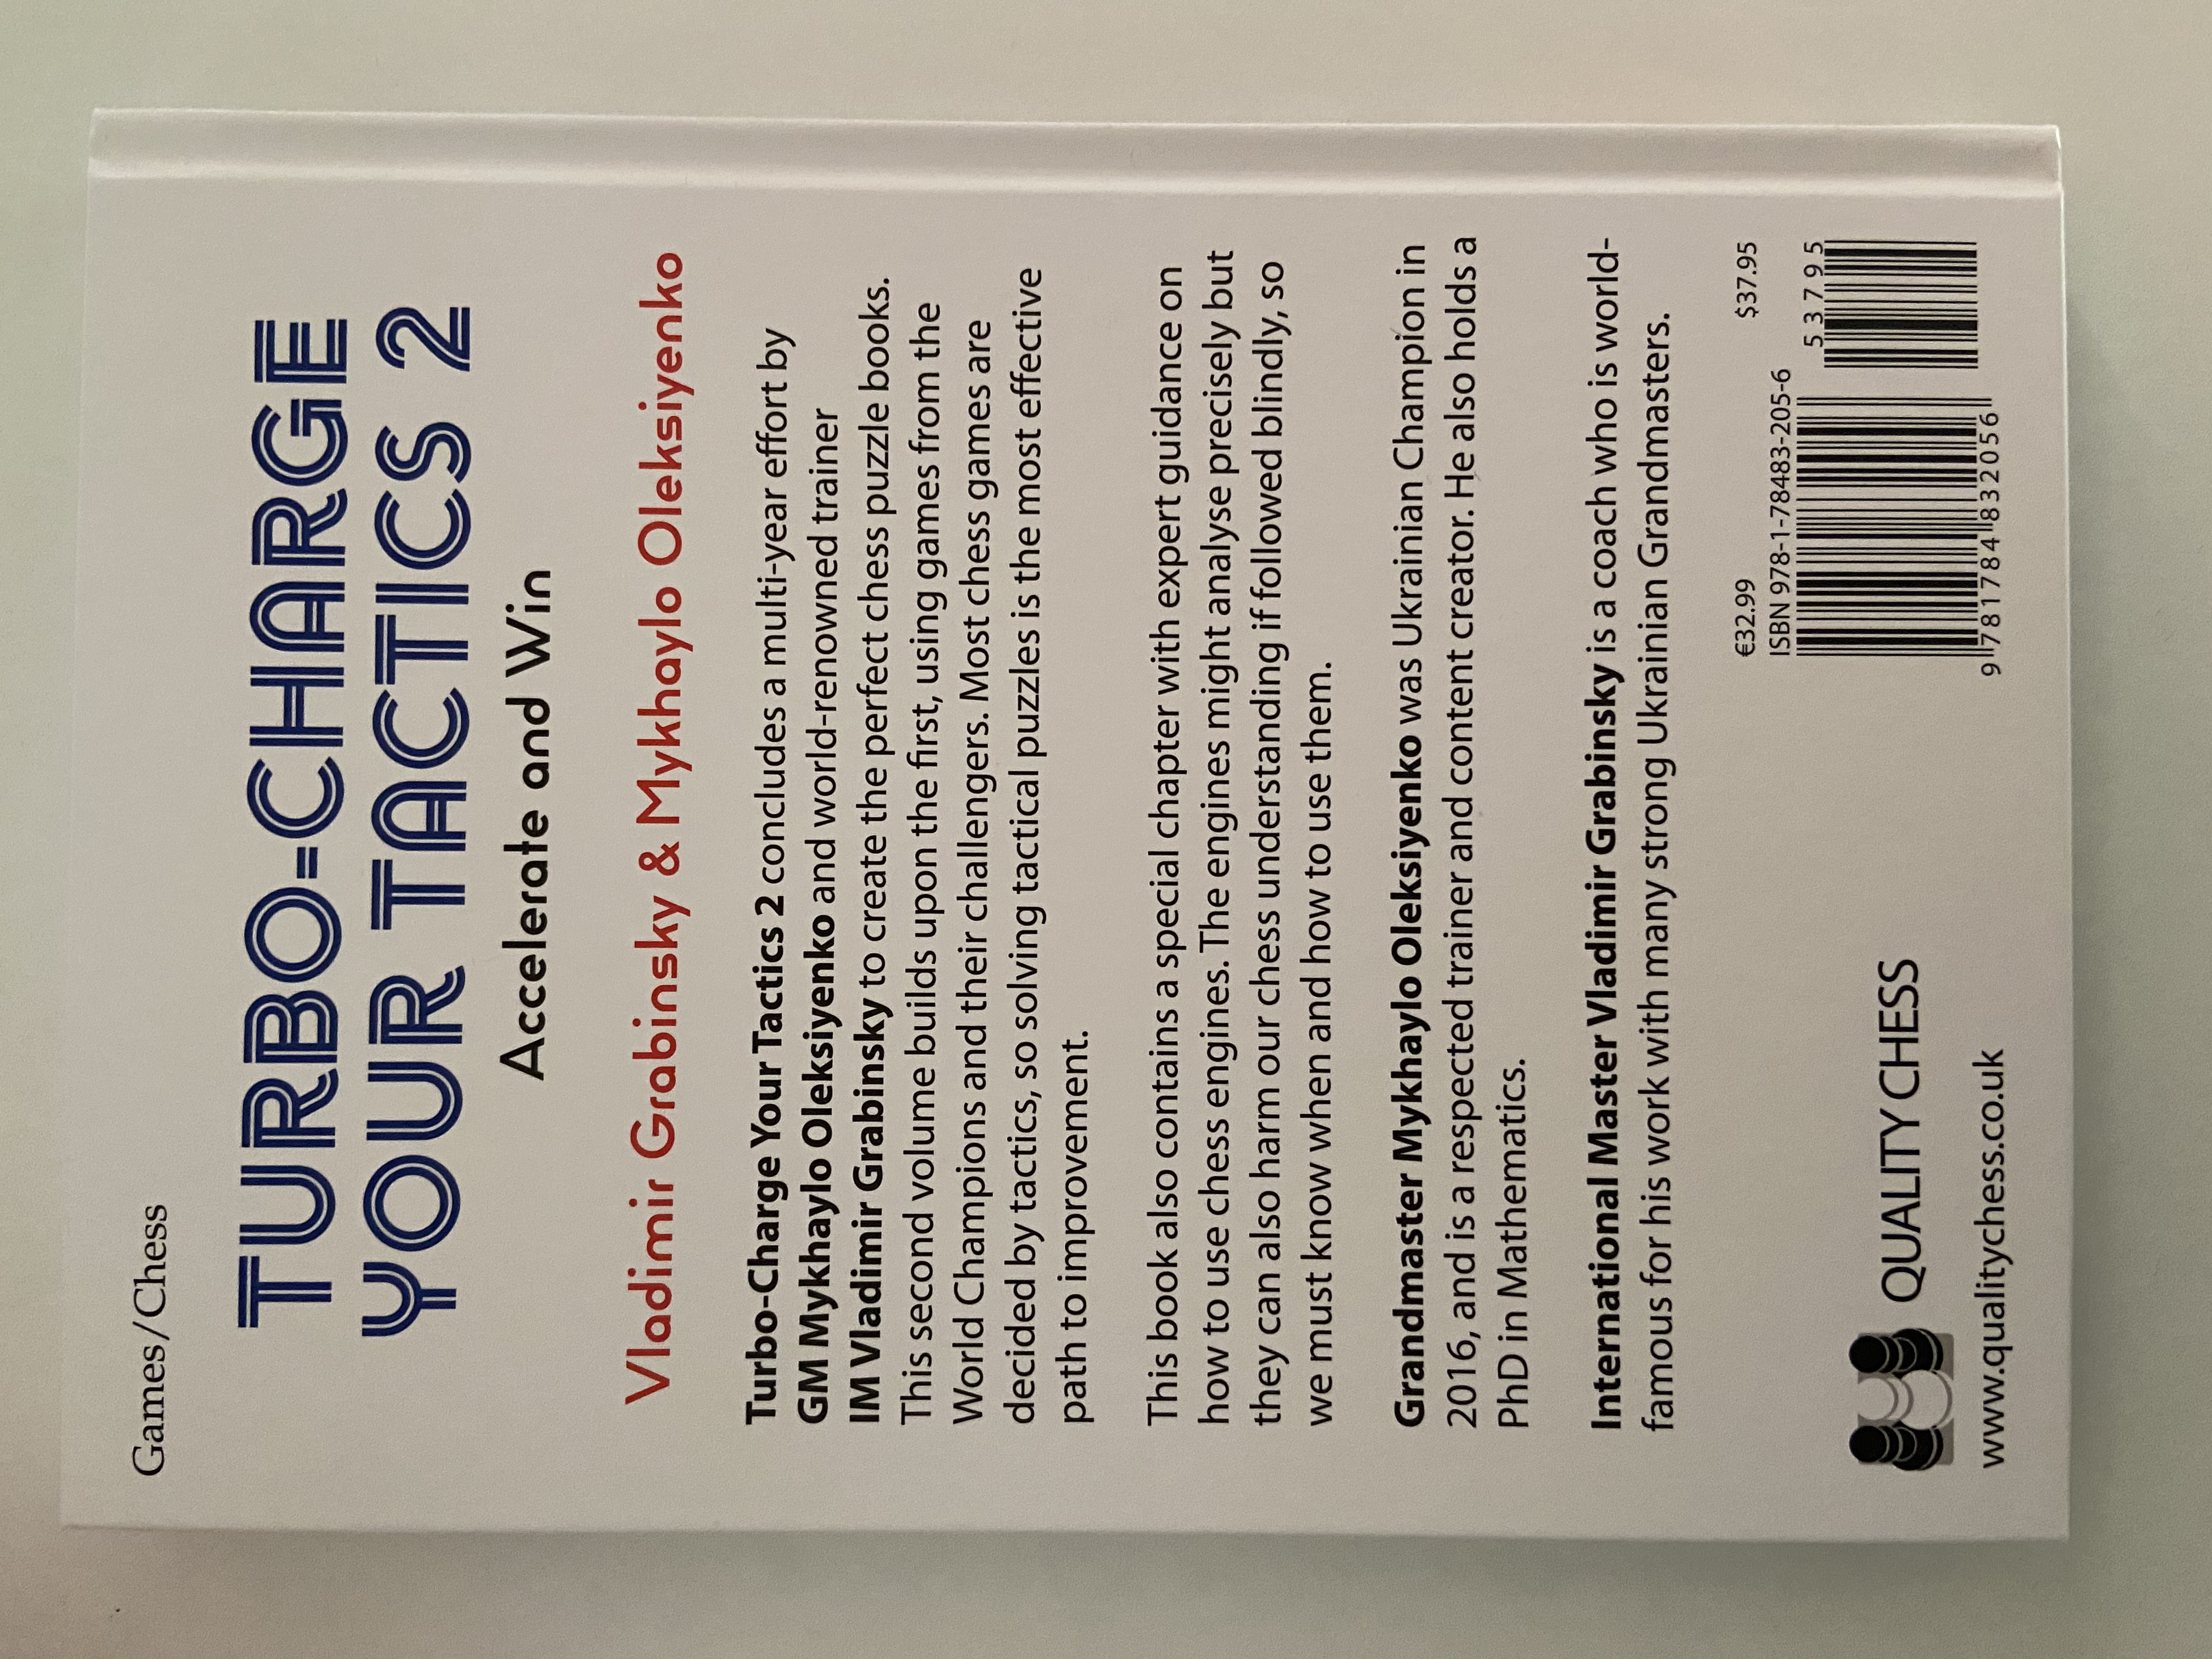 Games/Chess
TURBO-CHARGE
YOUR TACTICS 2
Accelerate and Win
Vladimir Grabinsky & Mykhaylo Oleksiyenko
Turbo-Charge Your Tactics 2 concludes a multi-year effort by
GM Mykhaylo Oleksiyenko and world-renowned trainer
IM Vladimir Grabinsky to create the perfect chess puzzle books.
This second volume builds upon the first, using games from the
World Champions and their challengers. Most chess games are
decided by tactics, so solving tactical puzzles is the most effective
path to improvement.
This book also contains a special chapter with expert guidance on
how to use chess engines. The engines might analyse precisely but
they can also harm our chess understanding if followed blindly, so
we must know when and how to use them.
Grandmaster Mykhaylo Oleksiyenko was Ukrainian Champion in
2016, and is a respected trainer and content creator. He also holds a
PhD in Mathematics.
International Master Vladimir Grabinsky is a coach who is world-
famous for his work with many strong Ukrainian Grandmasters.
€32.99 $37.95
ISBN 978-1-78483-205-6
53795
9 781784 832056
QUALITY CHESS
www.qualitychess.co.uk